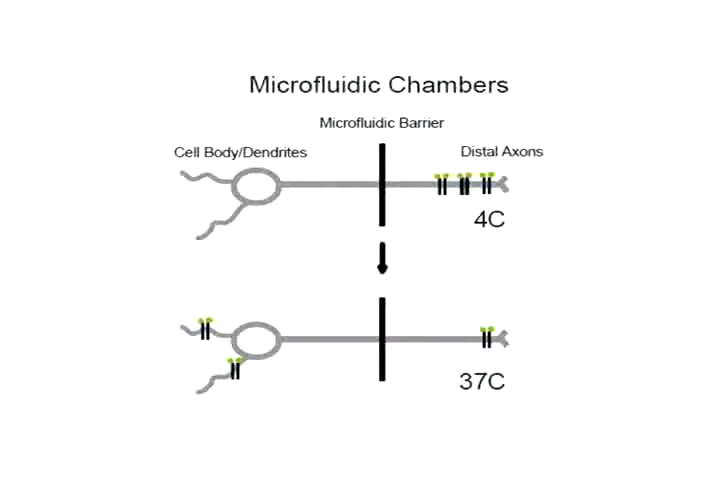 Microfluidic Chambers
Microfluidic Barrier
Cell Body/Dendrites
Distal Axons
4C
37C